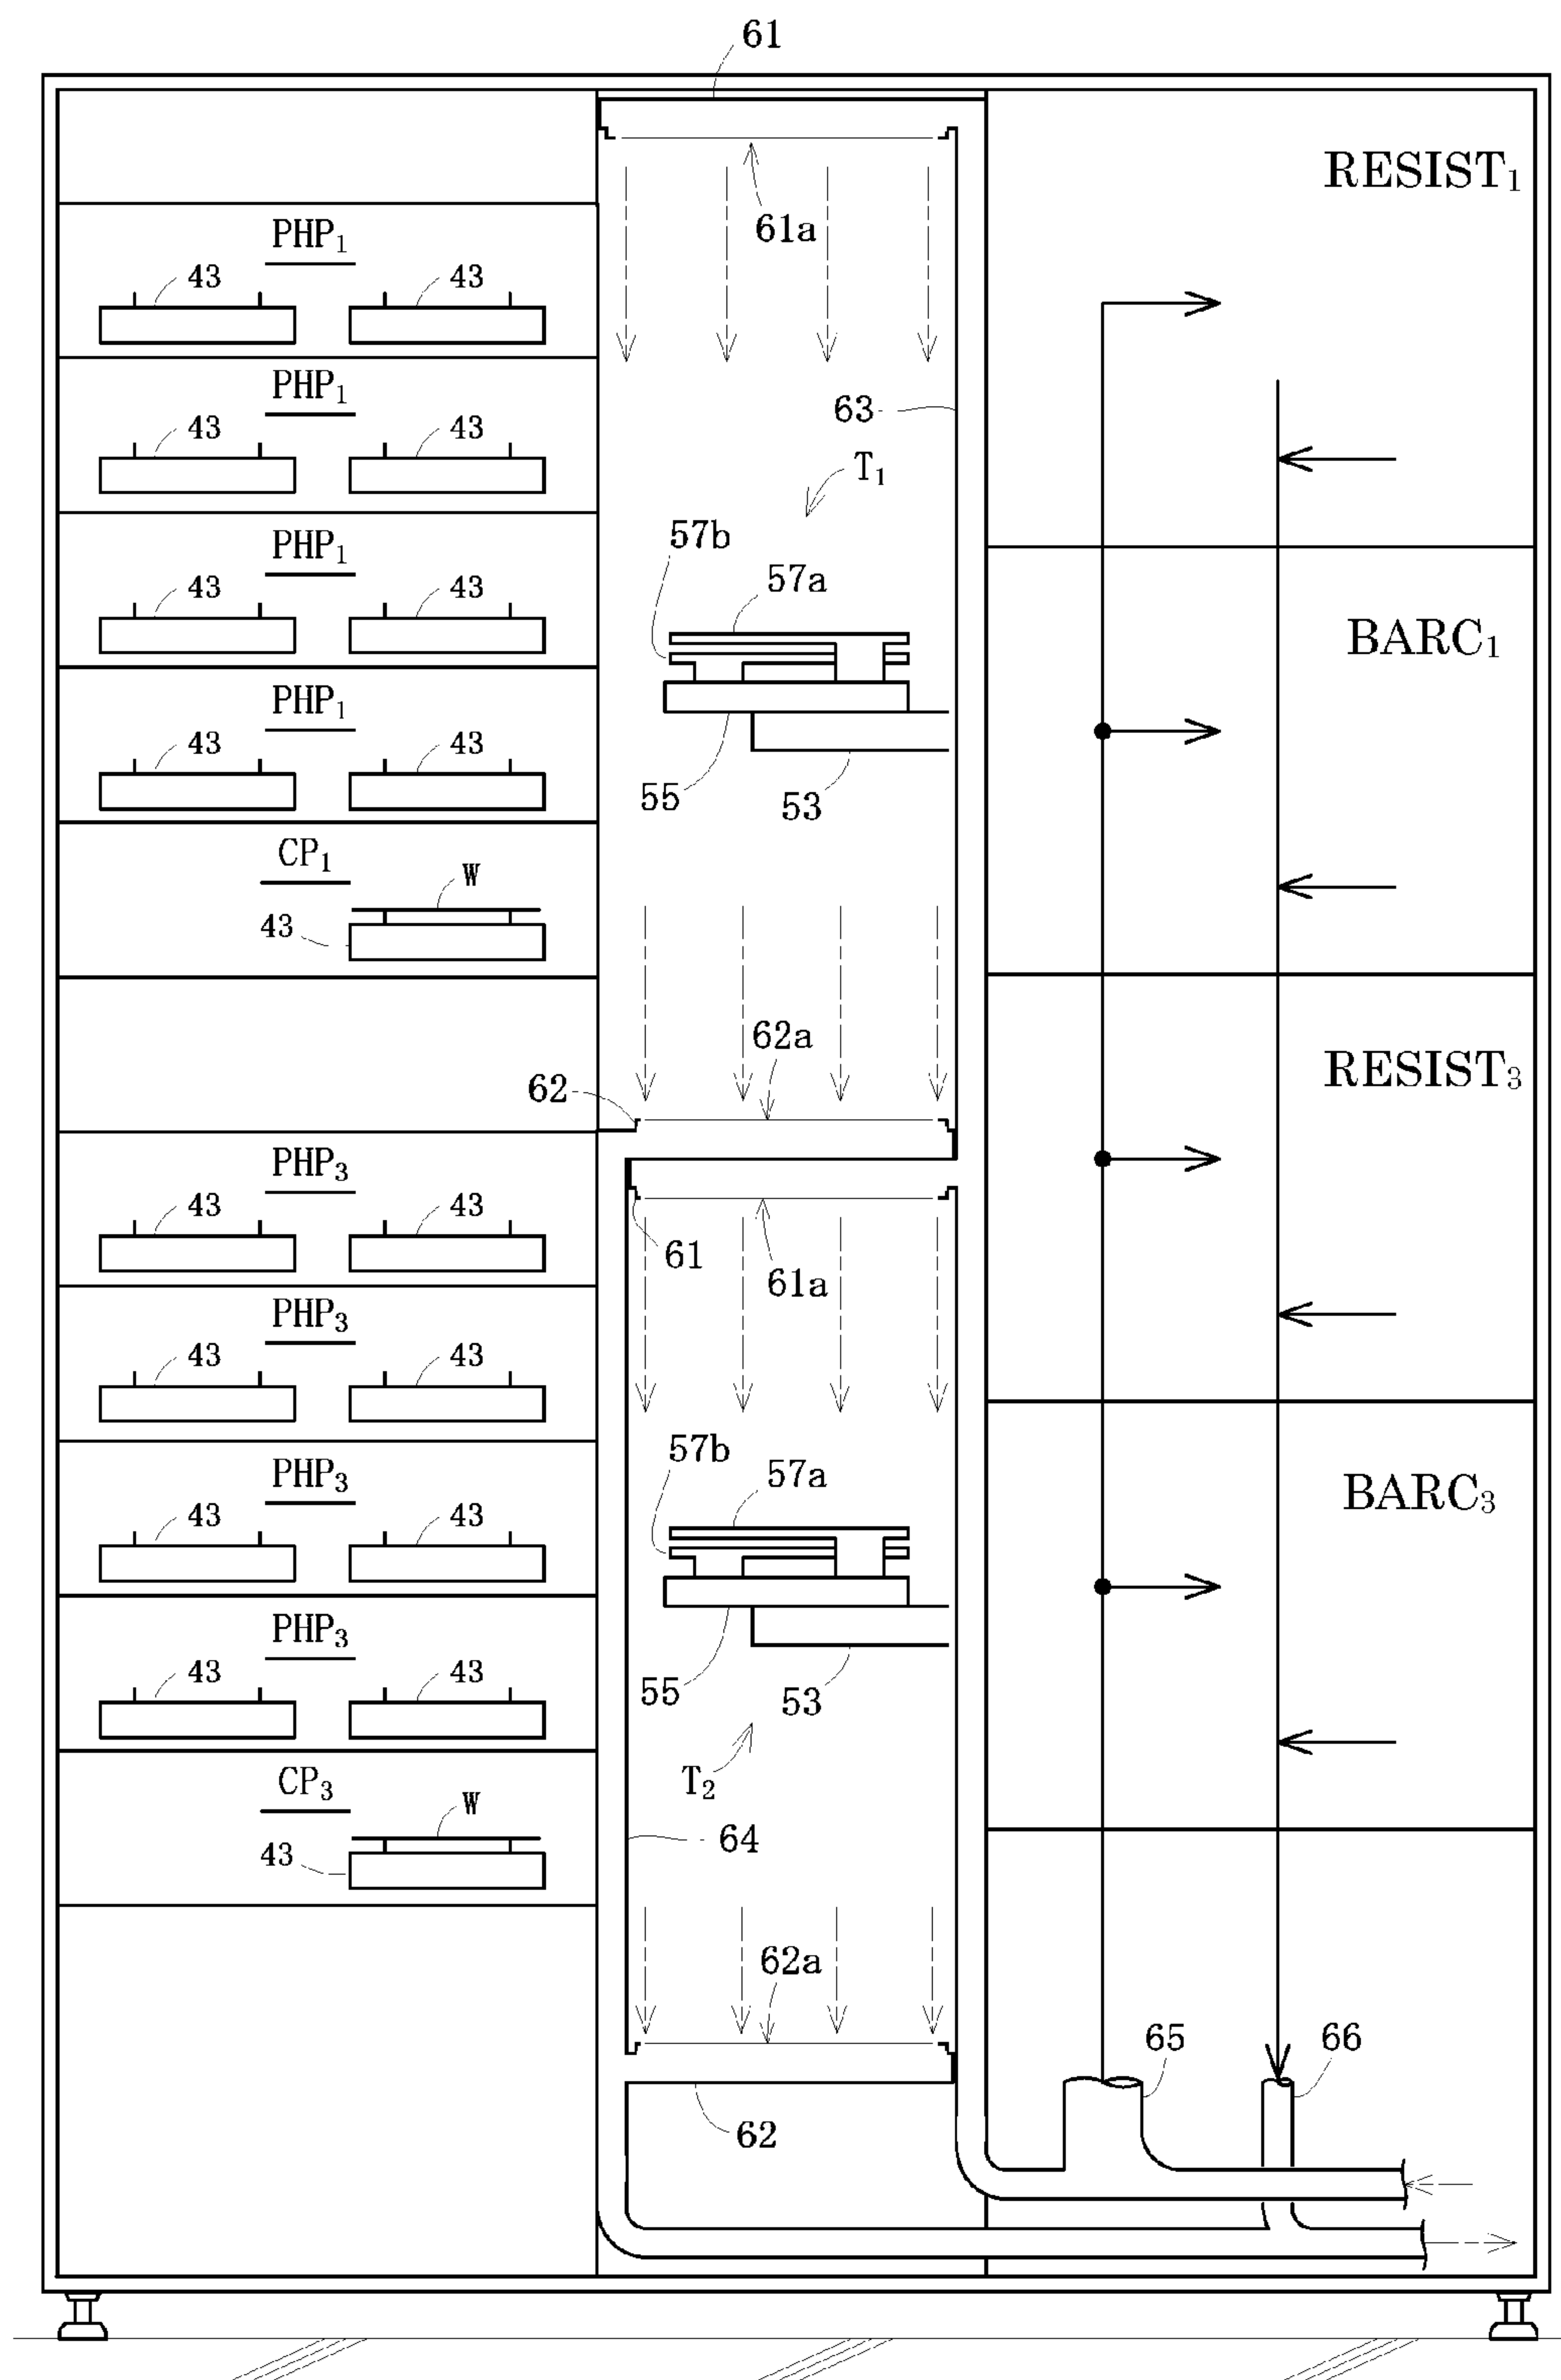 61
RESIST1
61a
PHP1
43 43
PHP1
43 43
63
T1
PHP1
43 43
57b
57a
BARC1
PHP1
43 43
55
53
CP1
W
43
62a
62
RESIST3
PHP3
43 43
61
61a
PHP3
43 43
57b
57a
PHP3
43 43
BARC3
PHP3
43 43
55
53
T2
CP3
W
43
64
62a
65
66
62